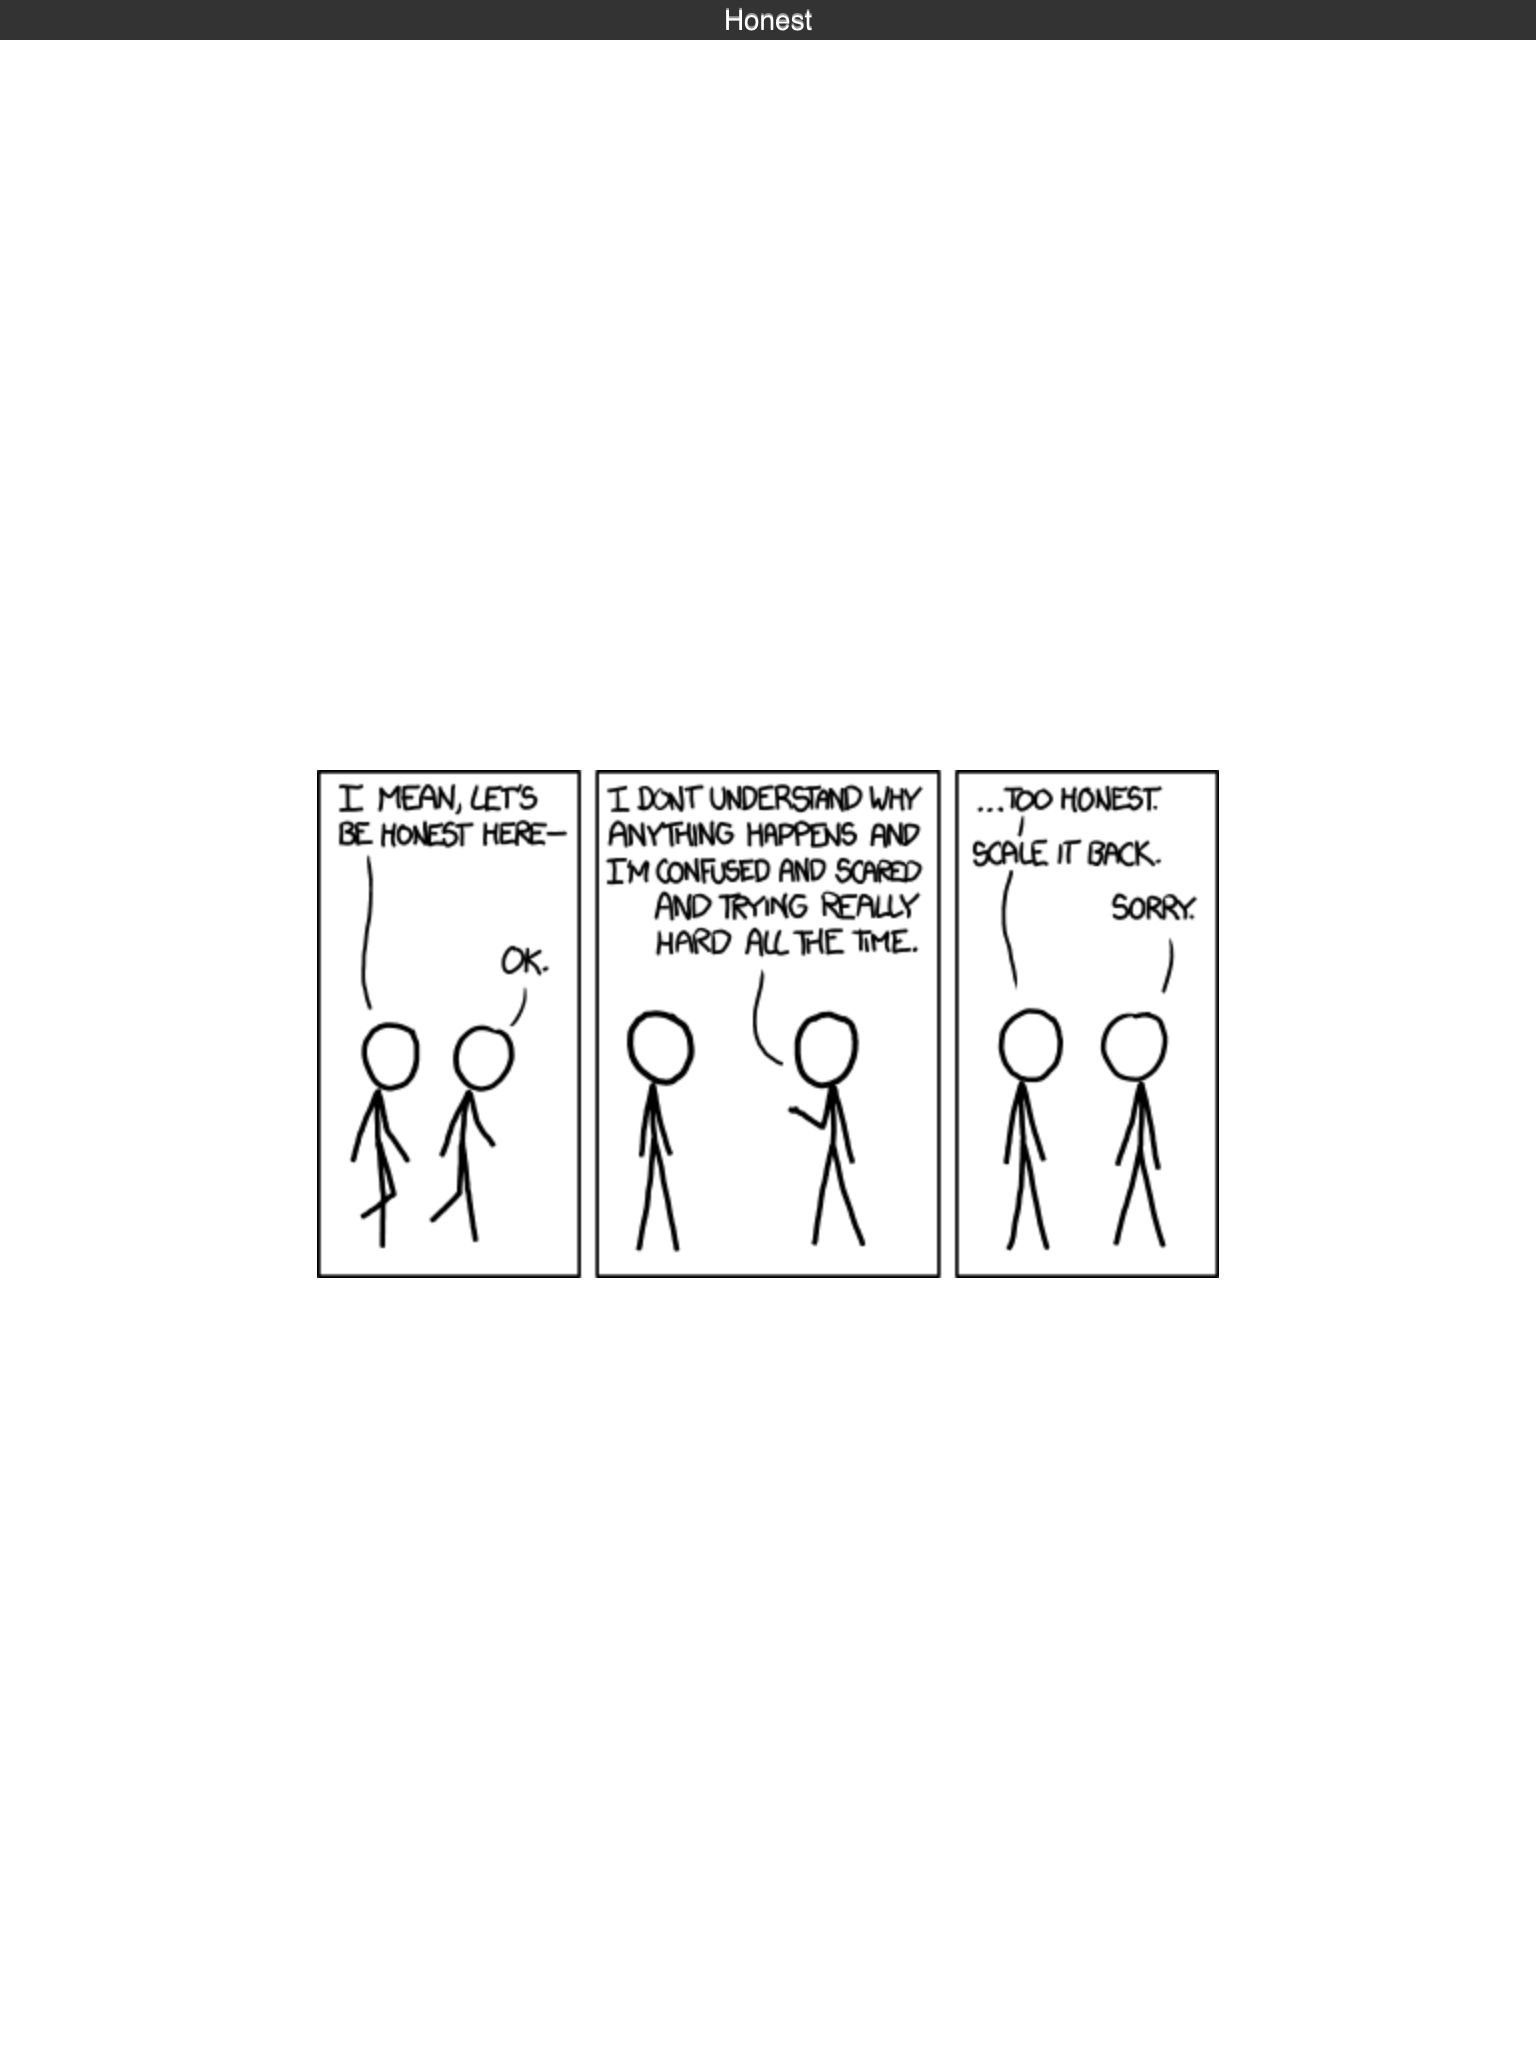 Honest
I MEAN, LET'S
BE HONEST HERE—
OK.
I DON'T UNDERSTAND WHY
ANYTHING HAPPENS AND
I'M CONFUSED AND SCARED
AND TRYING REALLY
HARD ALL THE TIME.
...TOO HONEST.
SCALE IT BACK.
SORRY.